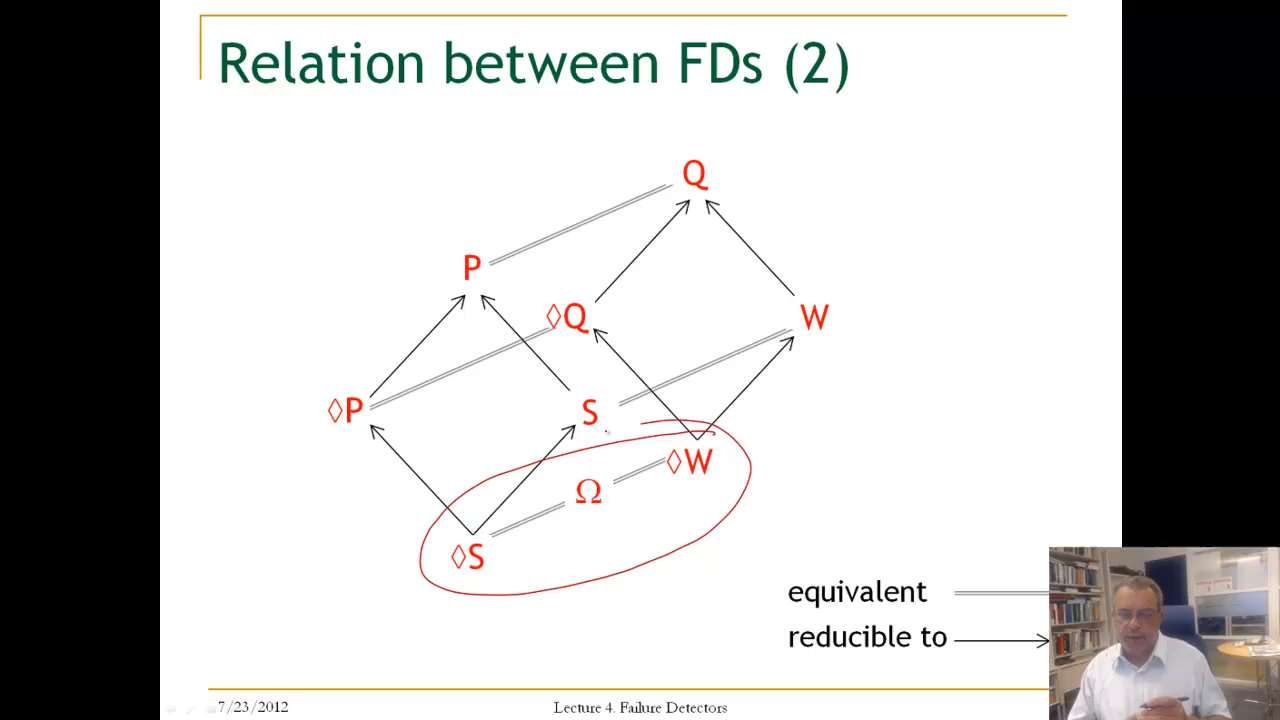 Relation between FDs (2)
Q
P
◊Q
W
◊P
S
◊W
Ω
◊S
equivalent
reducible to
7/23/2012
Lecture 4. Failure Detectors